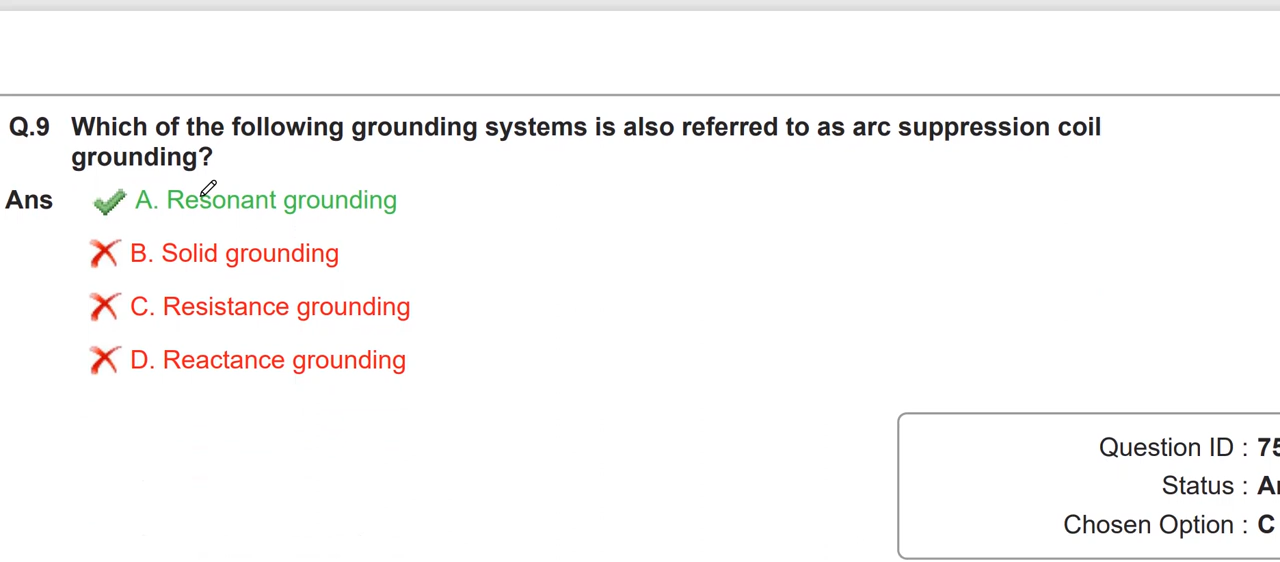 Q.9 Which of the following grounding systems is also referred to as arc suppression coil
grounding?
Ans A. Resonant grounding
B. Solid grounding
C. Resistance grounding
D. Reactance grounding
Question ID : 75
Status :
Chosen Option : C